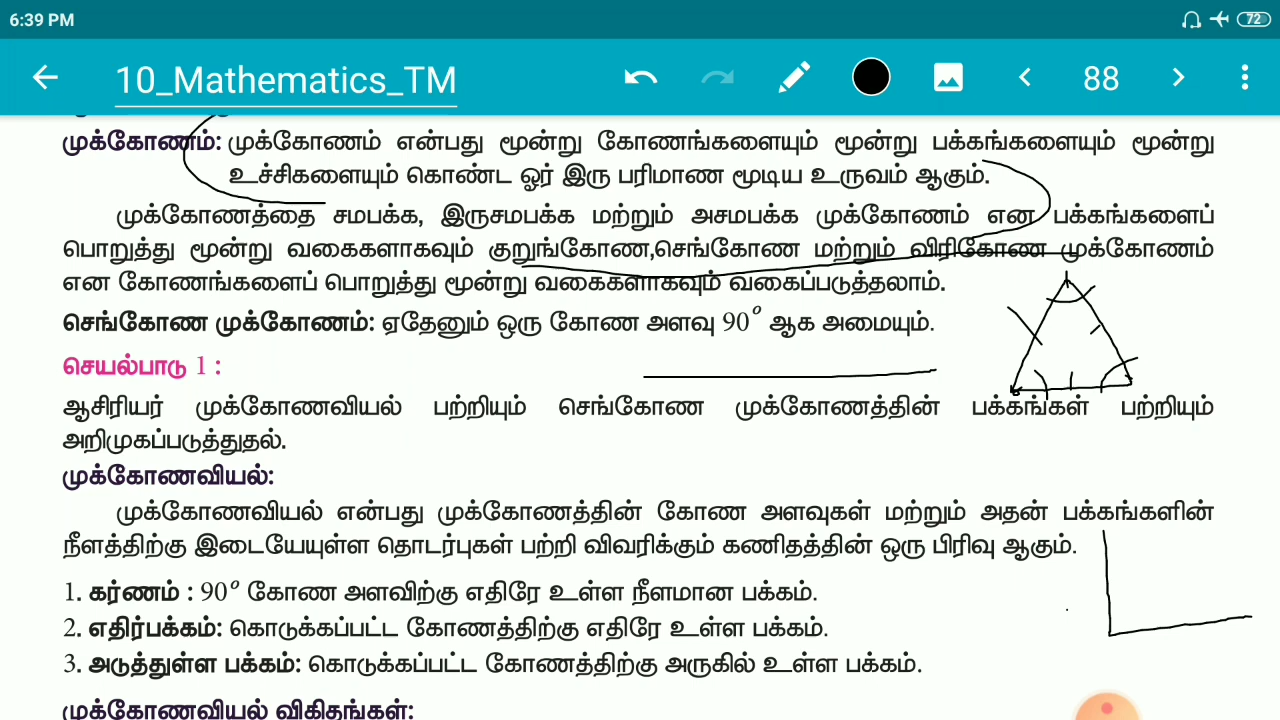 6:39 PM
72
10_Mathematics_TM
88
முக்கோணம்: முக்கோணம் என்பது மூன்று கோணங்களையும் மூன்று பக்கங்களையும் மூன்று
உச்சிகளையும் கொண்ட ஓர் இரு பரிமாண மூடிய உருவம் ஆகும்.
முக்கோணத்தை சமபக்க, இருசமபக்க மற்றும் அசமபக்க முக்கோணம் என பக்கங்களைப்
பொறுத்து மூன்று வகைகளாகவும் குறுங்கோண,செங்கோண மற்றும் விரிகோண முக்கோணம்
என கோணங்களைப் பொறுத்து மூன்று வகைகளாகவும் வகைப்படுத்தலாம்.
செங்கோண முக்கோணம்: ஏதேனும் ஒரு கோண அளவு 90° ஆக அமையும்.
செயல்பாடு 1 :
ஆசிரியர் முக்கோணவியல் பற்றியும் செங்கோண முக்கோணத்தின் பக்கங்கள் பற்றியும்
அறிமுகப்படுத்துதல்.
முக்கோணவியல்:
முக்கோணவியல் என்பது முக்கோணத்தின் கோண அளவுகள் மற்றும் அதன் பக்கங்களின்
நீளத்திற்கு இடையேயுள்ள தொடர்புகள் பற்றி விவரிக்கும் கணிதத்தின் ஒரு பிரிவு ஆகும்.
1. கர்ணம் : 90° கோண அளவிற்கு எதிரே உள்ள நீளமான பக்கம்.
2. எதிர்பக்கம்: கொடுக்கப்பட்ட கோணத்திற்கு எதிரே உள்ள பக்கம்.
3. அடுத்துள்ள பக்கம்: கொடுக்கப்பட்ட கோணத்திற்கு அருகில் உள்ள பக்கம்.
முக்கோணவியல் விகிதங்கள்: